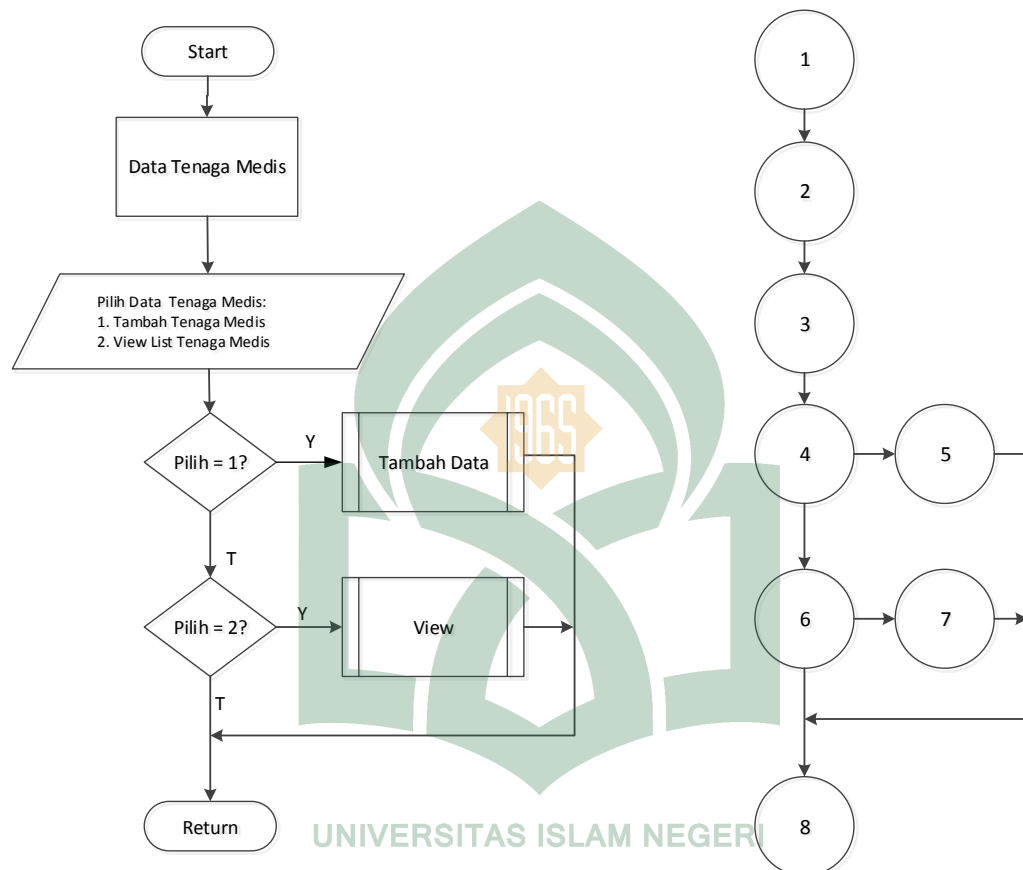 Start
Data Tenaga Medis
Pilih Data Tenaga Medis:
1. Tambah Tenaga Medis
2. View List Tenaga Medis
Pilih = 1?
Y
Tambah Data
T
Pilih = 2?
Y
View
T
Return
1
2
3
4
5
6
7
8
1965
UNIVERSITAS ISLAM NEGERI